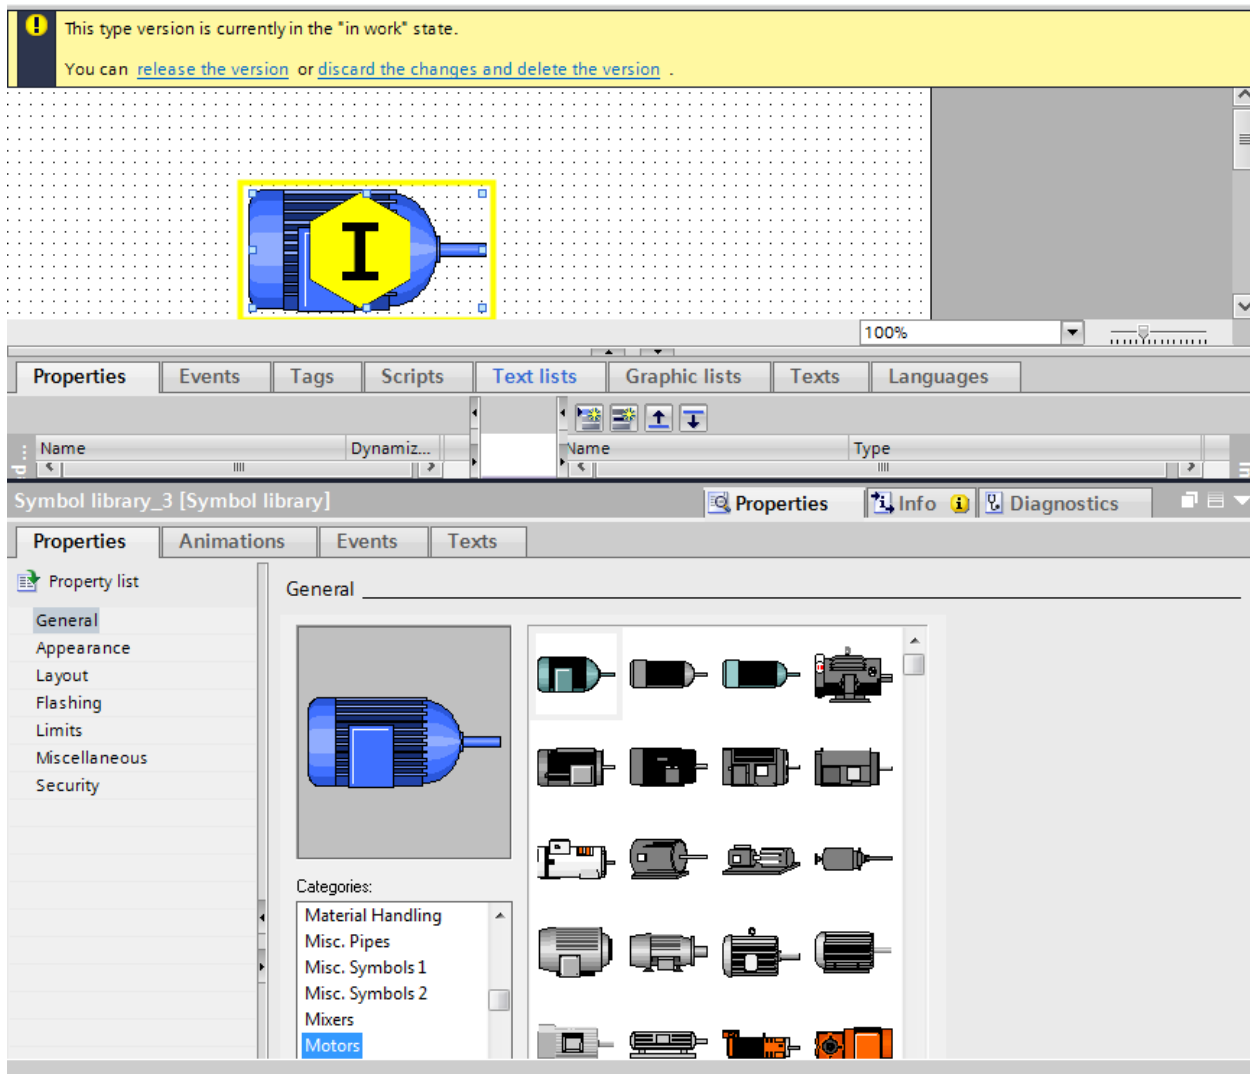 This type version is currently in the "in work" state.
You can release the version or discard the changes and delete the version .
I
100%
Properties Events Tags Scripts Text lists Graphic lists Texts Languages
Name Dynamiz... Name Type
Symbol library_3 [Symbol library] Properties Info Diagnostics
Properties Animations Events Texts
Property list
General
General
Appearance
Layout
Flashing
Limits
Miscellaneous
Security
Categories:
Material Handling
Misc. Pipes
Misc. Symbols 1
Misc. Symbols 2
Mixers
Motors